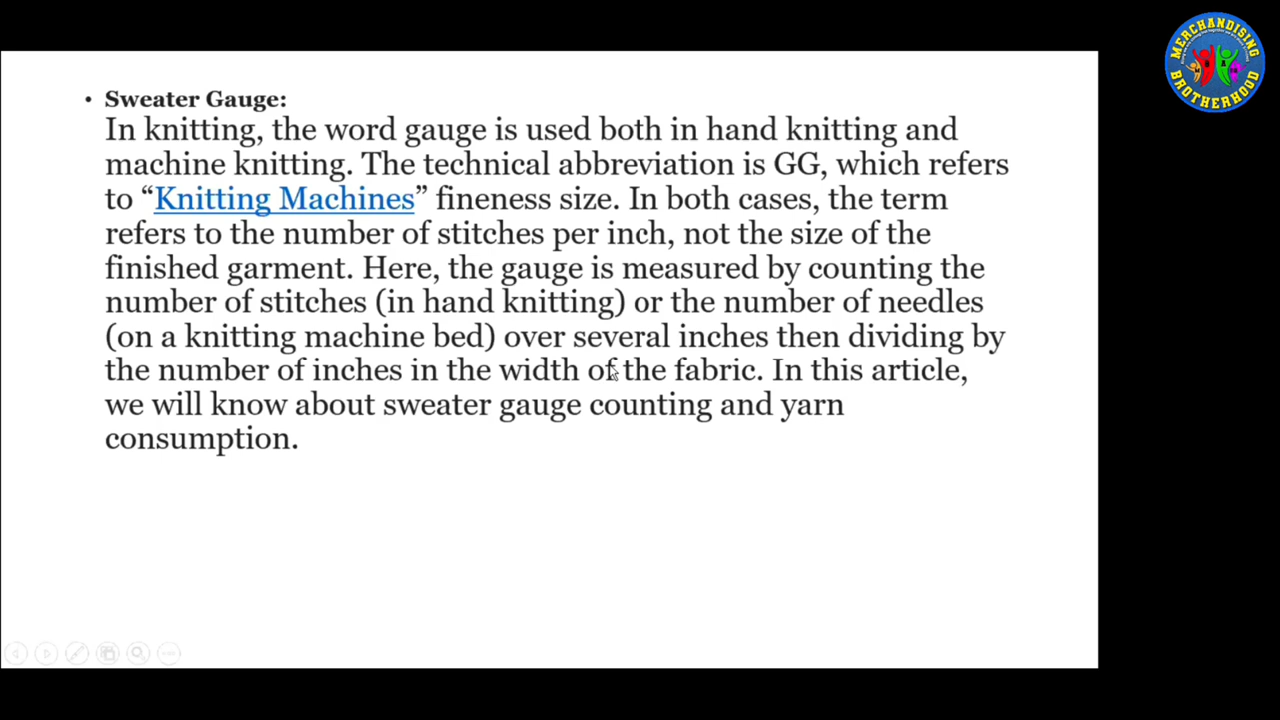 MERCHANDISING
BROTHERHOOD
• Sweater Gauge:
In knitting, the word gauge is used both in hand knitting and
machine knitting. The technical abbreviation is GG, which refers
to “Knitting Machines” fineness size. In both cases, the term
refers to the number of stitches per inch, not the size of the
finished garment. Here, the gauge is measured by counting the
number of stitches (in hand knitting) or the number of needles
(on a knitting machine bed) over several inches then dividing by
the number of inches in the width of the fabric. In this article,
we will know about sweater gauge counting and yarn
consumption.